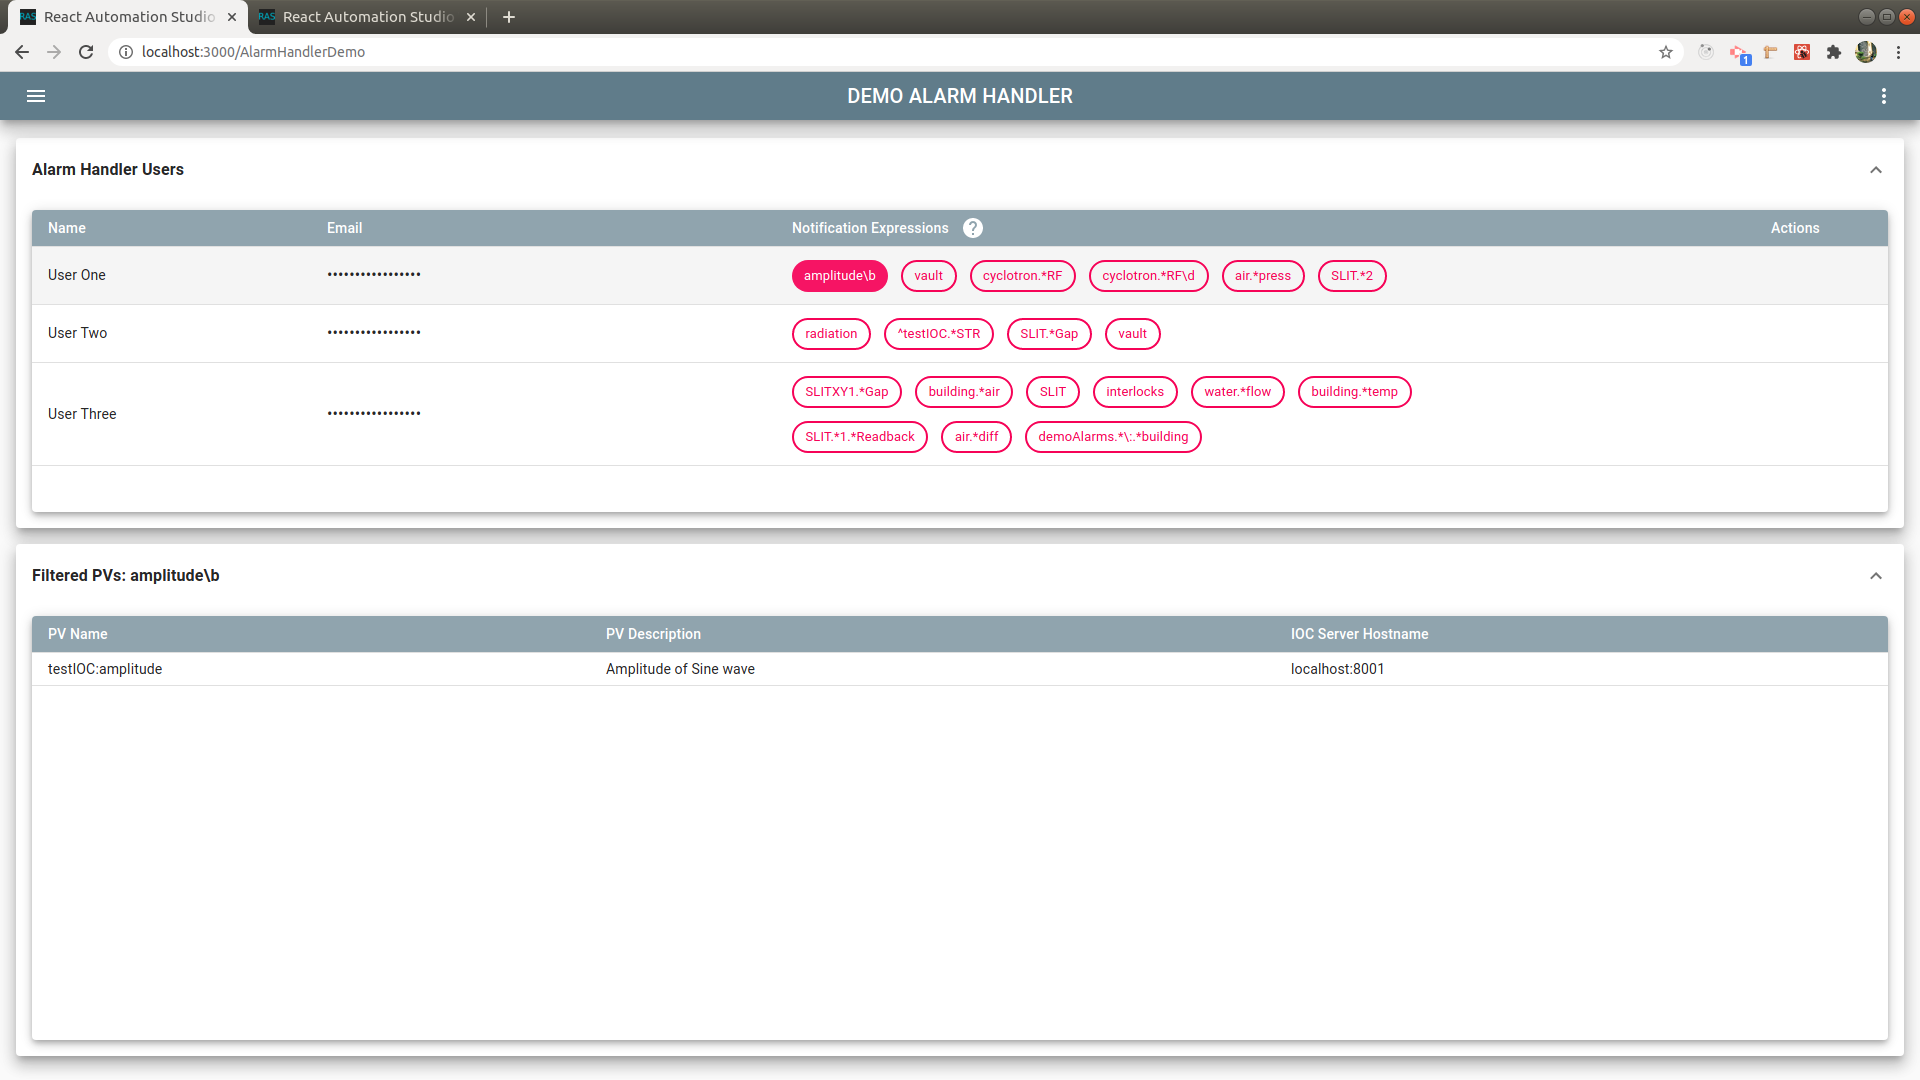 React Automation Studio
React Automation Studio
localhost:3000/AlarmHandlerDemo
1
DEMO ALARM HANDLER
Alarm Handler Users
Name Email Notification Expressions ? Actions
User One ••••••••••••••••• amplitude\b vault cyclotron.*RF cyclotron.*RF\d air.*press SLIT.*2
User Two ••••••••••••••••• radiation ^testIOC.*STR SLIT.*Gap vault
SLITXY1.*Gap building.*air SLIT interlocks water.*flow building.*temp
User Three •••••••••••••••••
SLIT.*1.*Readback air.*diff demoAlarms.*\:.*building
Filtered PVs: amplitude\b
PV Name PV Description IOC Server Hostname
testIOC:amplitude Amplitude of Sine wave localhost:8001